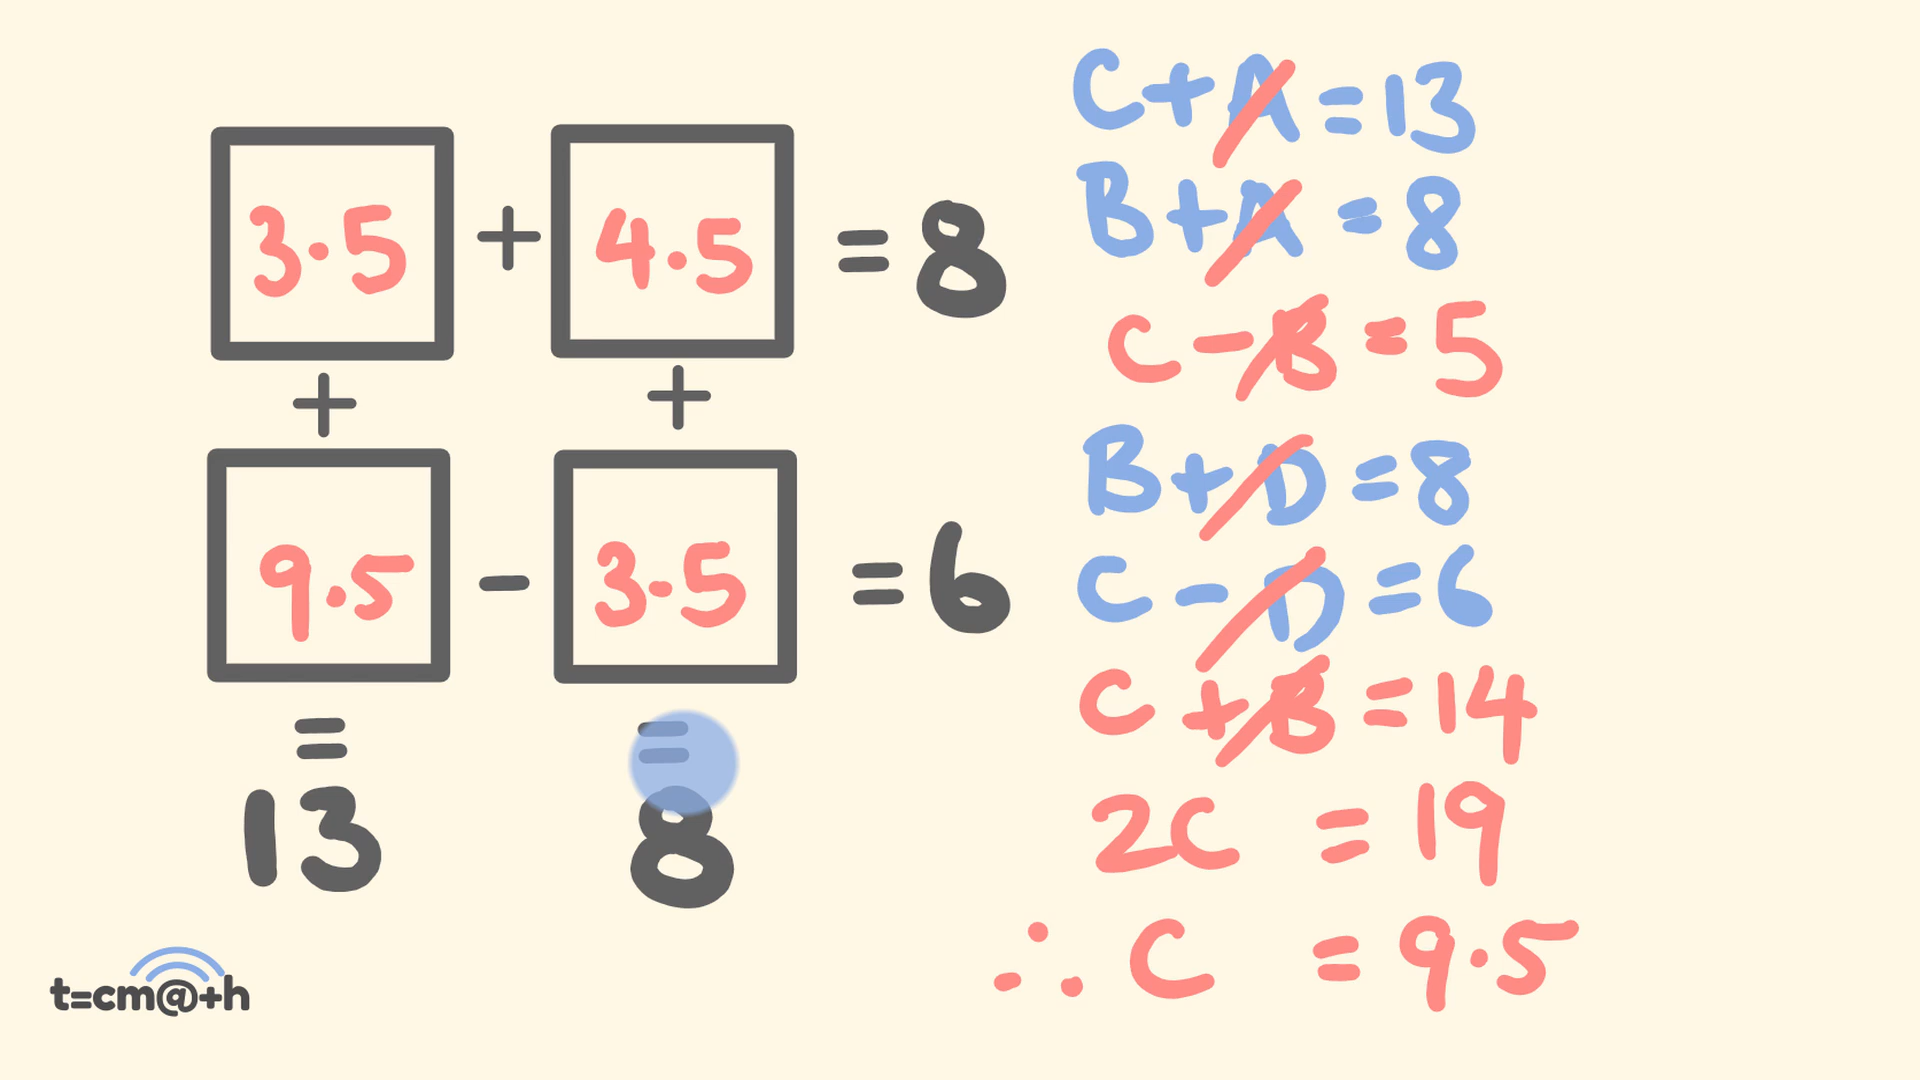 3.5 + 4.5 = 8
+ +
9.5 - 3.5 = 6
= =
13 8
C+A=13
B+A=8
C-B=5
B+D=8
C-D=6
C+B=14
2C = 19
∴ C = 9.5
t=cm@+h